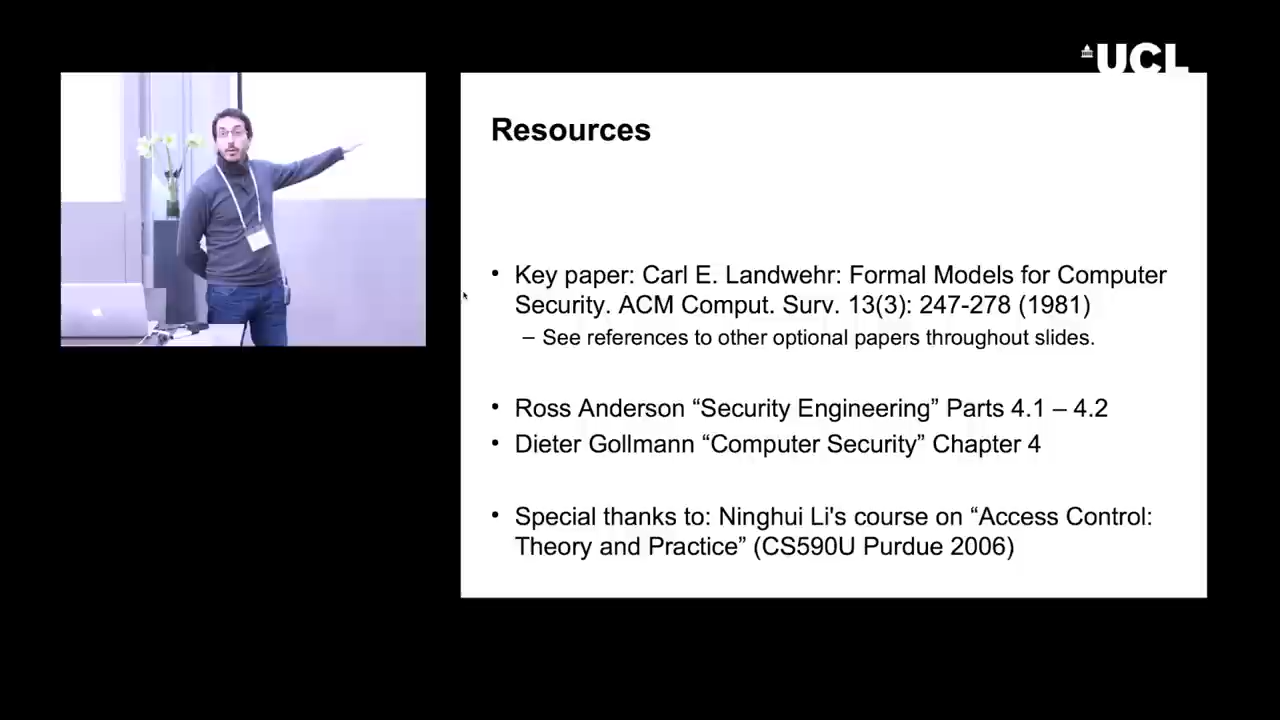 UCL
Resources
• Key paper: Carl E. Landwehr: Formal Models for Computer
Security. ACM Comput. Surv. 13(3): 247-278 (1981)
– See references to other optional papers throughout slides.
• Ross Anderson “Security Engineering” Parts 4.1 – 4.2
• Dieter Gollmann “Computer Security” Chapter 4
• Special thanks to: Ninghui Li's course on “Access Control:
Theory and Practice” (CS590U Purdue 2006)